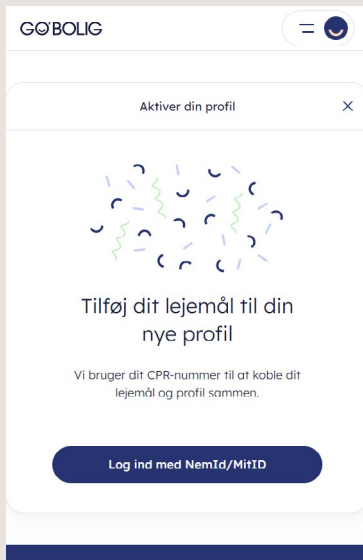 GO'BOLIG
Aktiver din profil
Tilføj dit lejemål til din
nye profil
Vi bruger dit CPR-nummer til at koble dit
lejemål og profil sammen.
Log ind med NemId/MitID